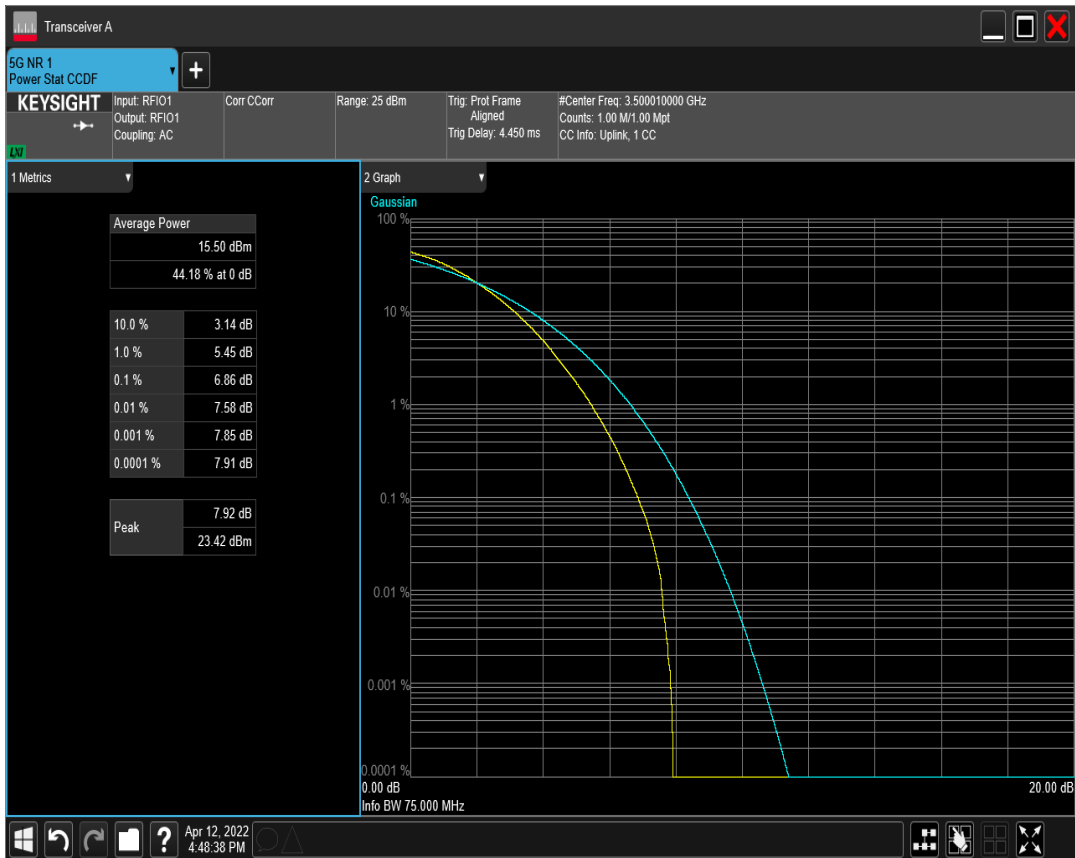 Transceiver A
5G NR 1
Power Stat CCDF
KEYSIGHT
LXI
Input: RFIO1
Output: RFIO1
Coupling: AC
Corr CCorr
Range: 25 dBm
Trig: Prot Frame
Aligned
Trig Delay: 4.450 ms
#Center Freq: 3.500010000 GHz
Counts: 1.00 M/1.00 Mpt
CC Info: Uplink, 1 CC
1 Metrics
Average Power
15.50 dBm
44.18 % at 0 dB
10.0 % 3.14 dB
1.0 % 5.45 dB
0.1 % 6.86 dB
0.01 % 7.58 dB
0.001 % 7.85 dB
0.0001 % 7.91 dB
Peak
7.92 dB
23.42 dBm
2 Graph
Gaussian
100 %
10 %
1 %
0.1 %
0.01 %
0.001 %
0.0001 %
0.00 dB 20.00 dB
Info BW 75.000 MHz
?
Apr 12, 2022
4:48:38 PM